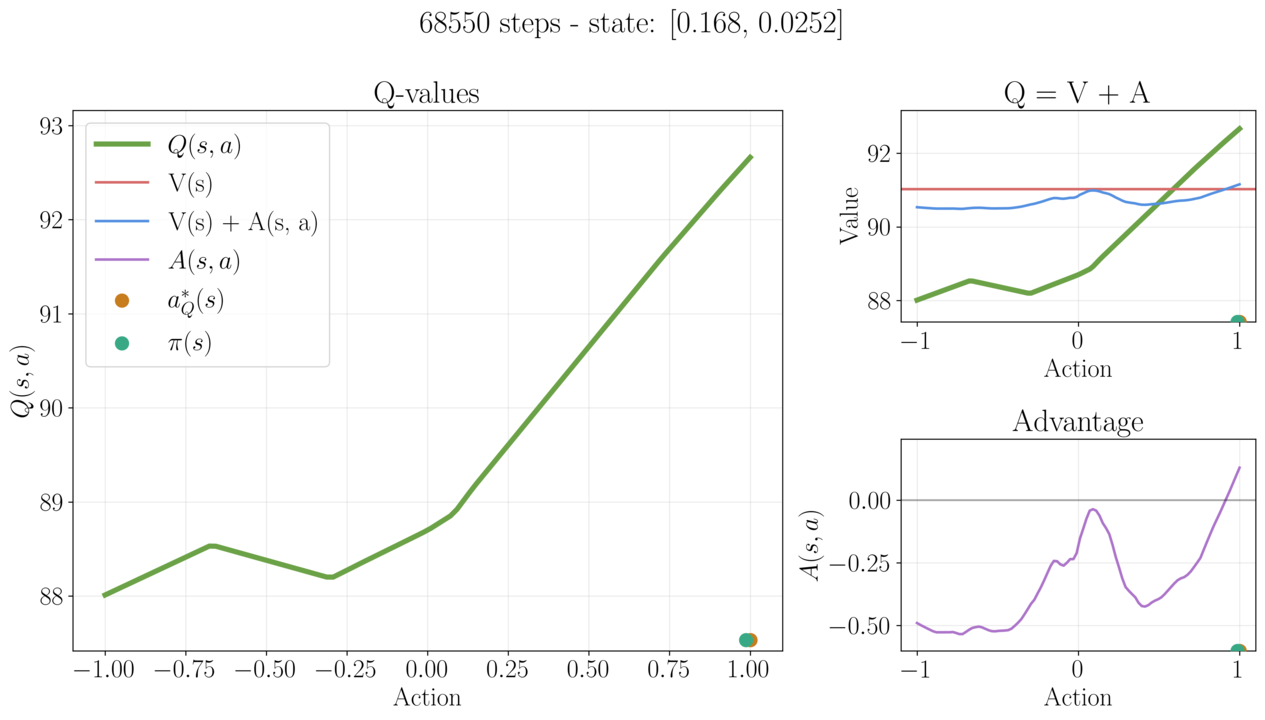 68550 steps - state: [0.168, 0.0252]
Q-values
Q(s, a)
93
92
91
90
89
88
Q(s, a)
V(s)
V(s) + A(s, a)
A(s, a)
a*Q(s)
π(s)
−1.00 −0.75 −0.50 −0.25 0.00 0.25 0.50 0.75 1.00
Action
Q = V + A
Value
92
90
88
−1 0 1
Action
Advantage
A(s, a)
0.00
−0.25
−0.50
−1 0 1
Action